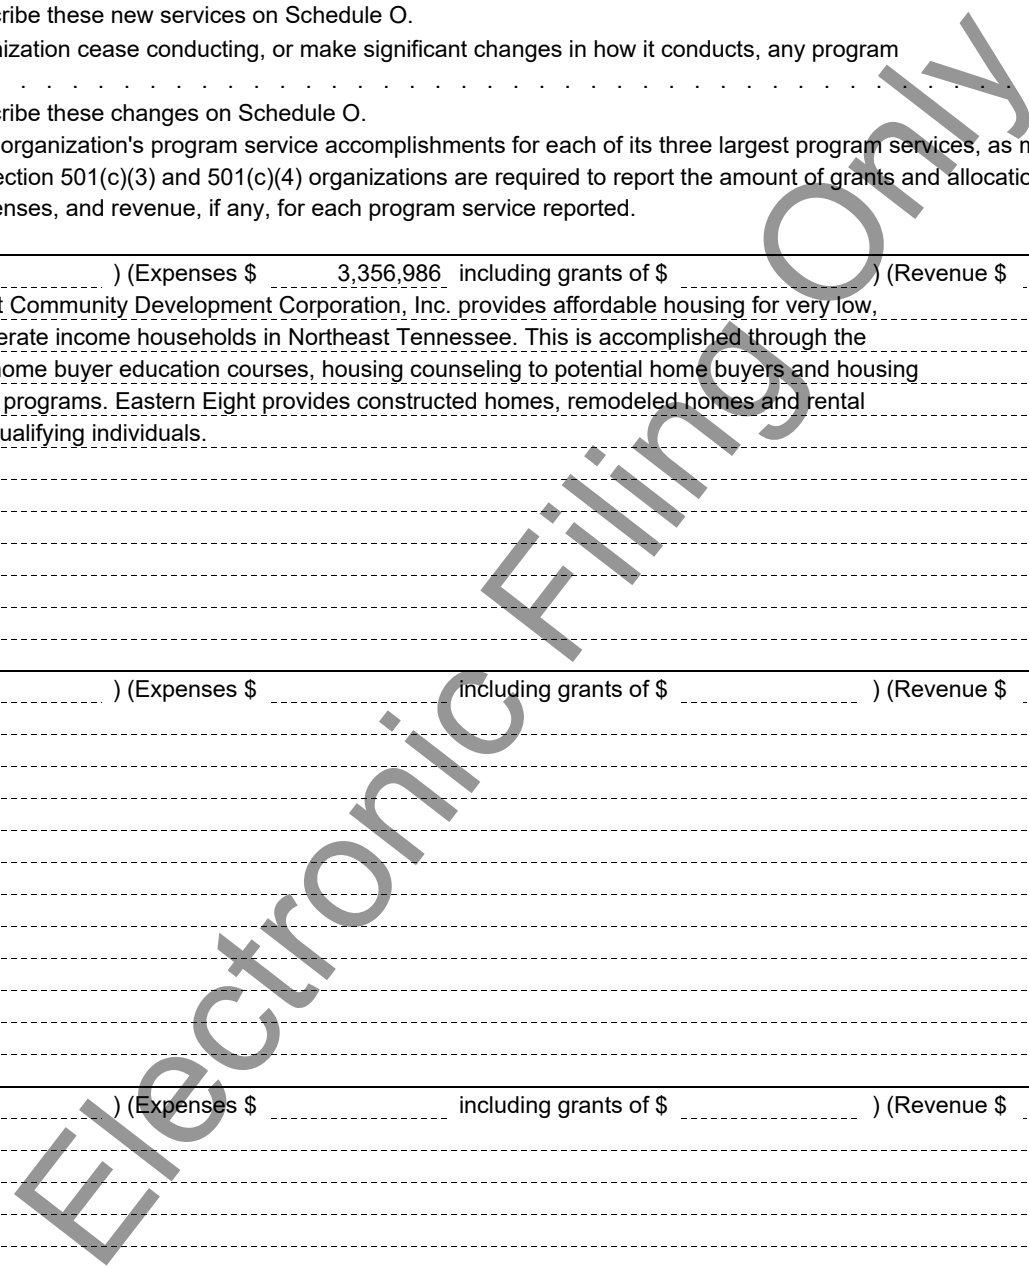 ribe these new services on Schedule O.
nization cease conducting, or make significant changes in how it conducts, any program
. . . . . . . . . . . . . . . . . . . . . . . . . . . . . . . . . . . . . . .
ribe these changes on Schedule O.
organization's program service accomplishments for each of its three largest program services, as m
ection 501(c)(3) and 501(c)(4) organizations are required to report the amount of grants and allocatio
enses, and revenue, if any, for each program service reported.
) (Expenses $ 3,356,986 including grants of $ ) (Revenue $
t Community Development Corporation, Inc. provides affordable housing for very low,
erate income households in Northeast Tennessee. This is accomplished through the
ome buyer education courses, housing counseling to potential home buyers and housing
programs. Eastern Eight provides constructed homes, remodeled homes and rental
ualifying individuals.
) (Expenses $ including grants of $ ) (Revenue $
) (Expenses $ including grants of $ ) (Revenue $
Electronic Filing Only